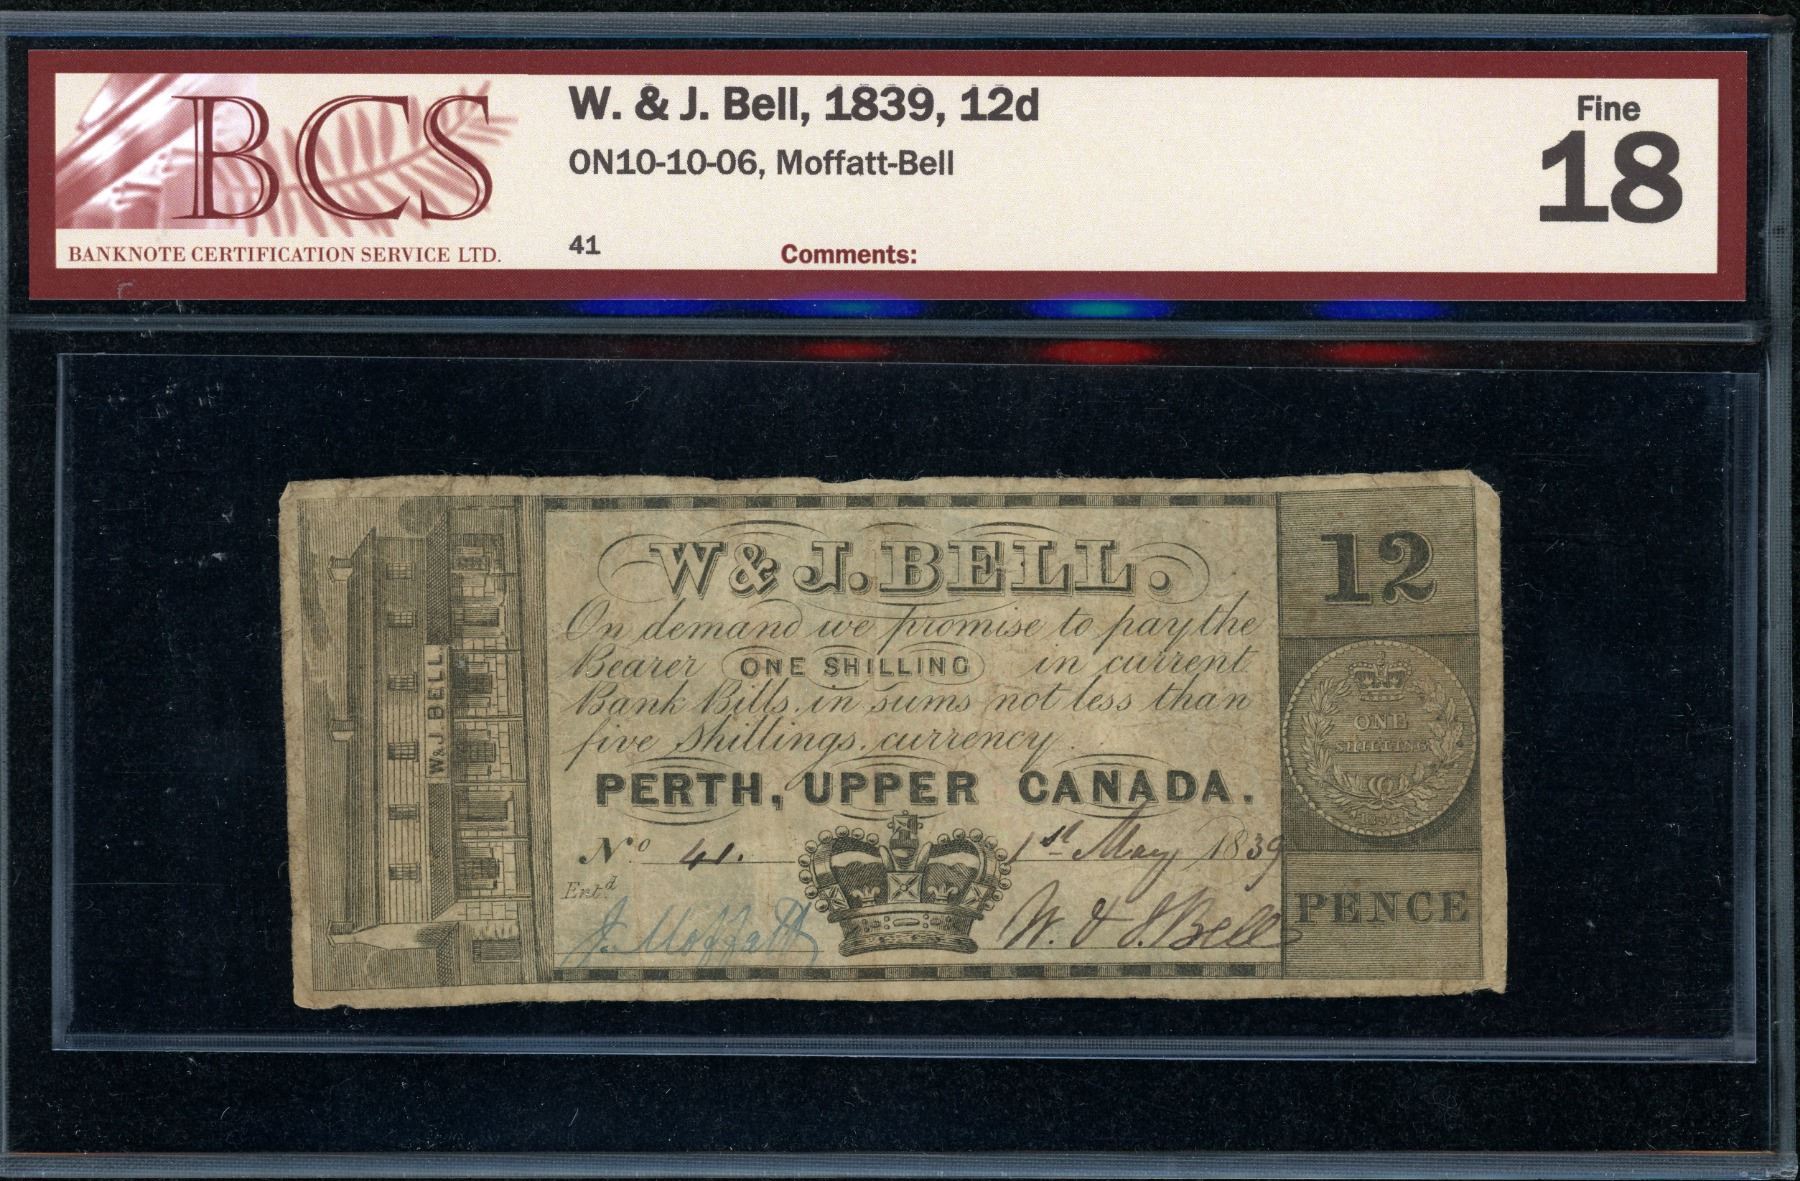 BCS
BANKNOTE CERTIFICATION SERVICE LTD.
W. & J. Bell, 1839, 12d
ON10-10-06, Moffatt-Bell
41
Comments:
Fine
18
W & J. BELL
W & J. BELL.
On demand we promise to pay the
Bearer ONE SHILLING in current
Bank Bills, in sums not less than
five Shillings, currency.
PERTH, UPPER CANADA.
No 41. 1st May 1839
Entd
J. Moffatt
W. & J. Bell
12
ONE
SHILLING
PENCE